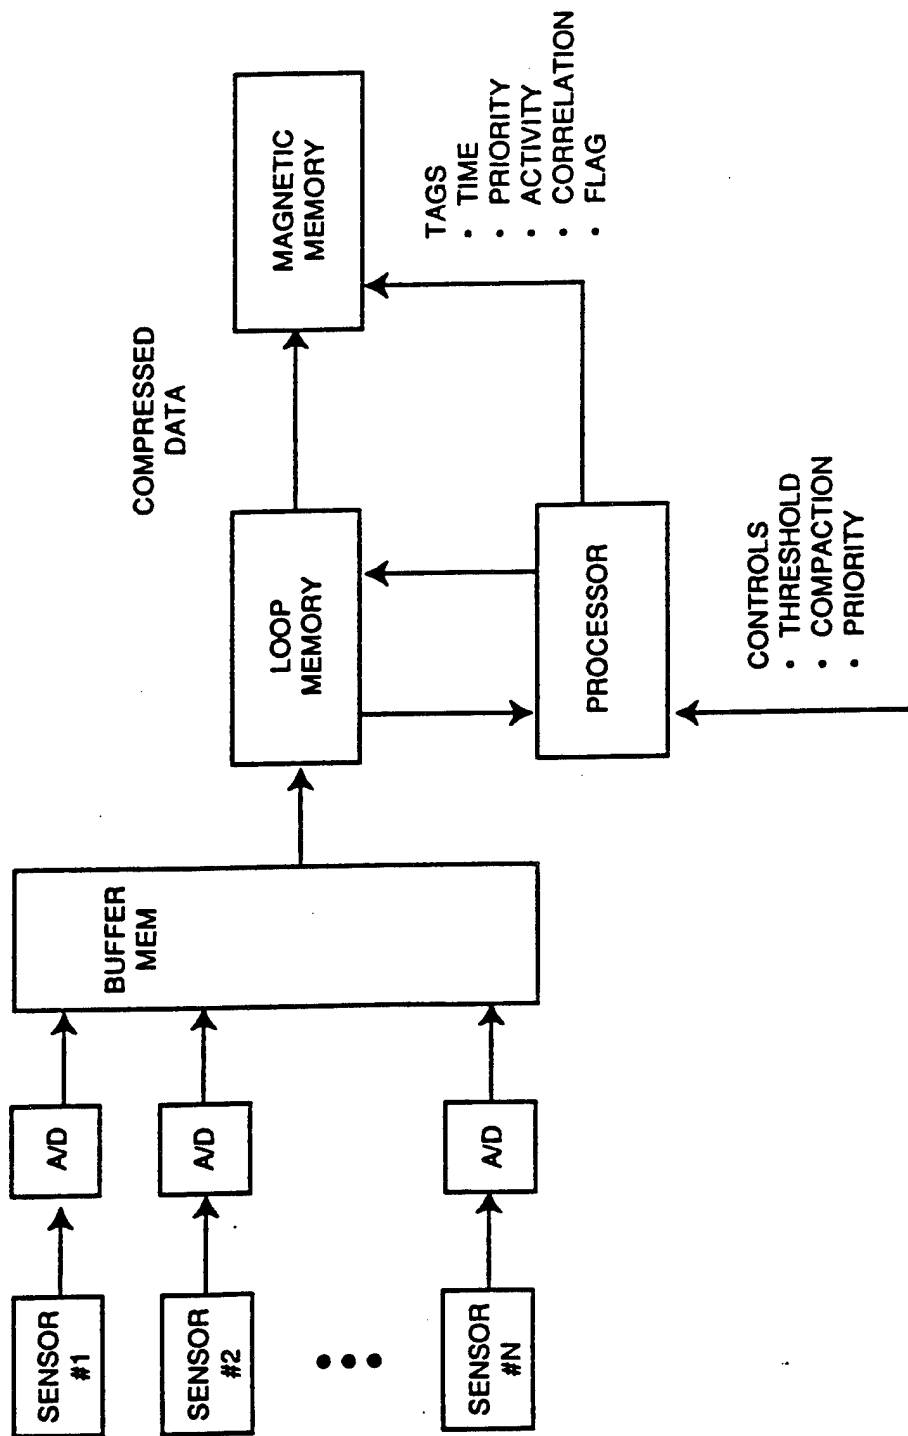 SENSOR
#1
A/D
SENSOR
#2
A/D
SENSOR
#N
A/D
BUFFER
MEM
LOOP
MEMORY
COMPRESSED
DATA
MAGNETIC
MEMORY
PROCESSOR
TAGS
• TIME
• PRIORITY
• ACTIVITY
• CORRELATION
• FLAG
CONTROLS
• THRESHOLD
• COMPACTION
• PRIORITY